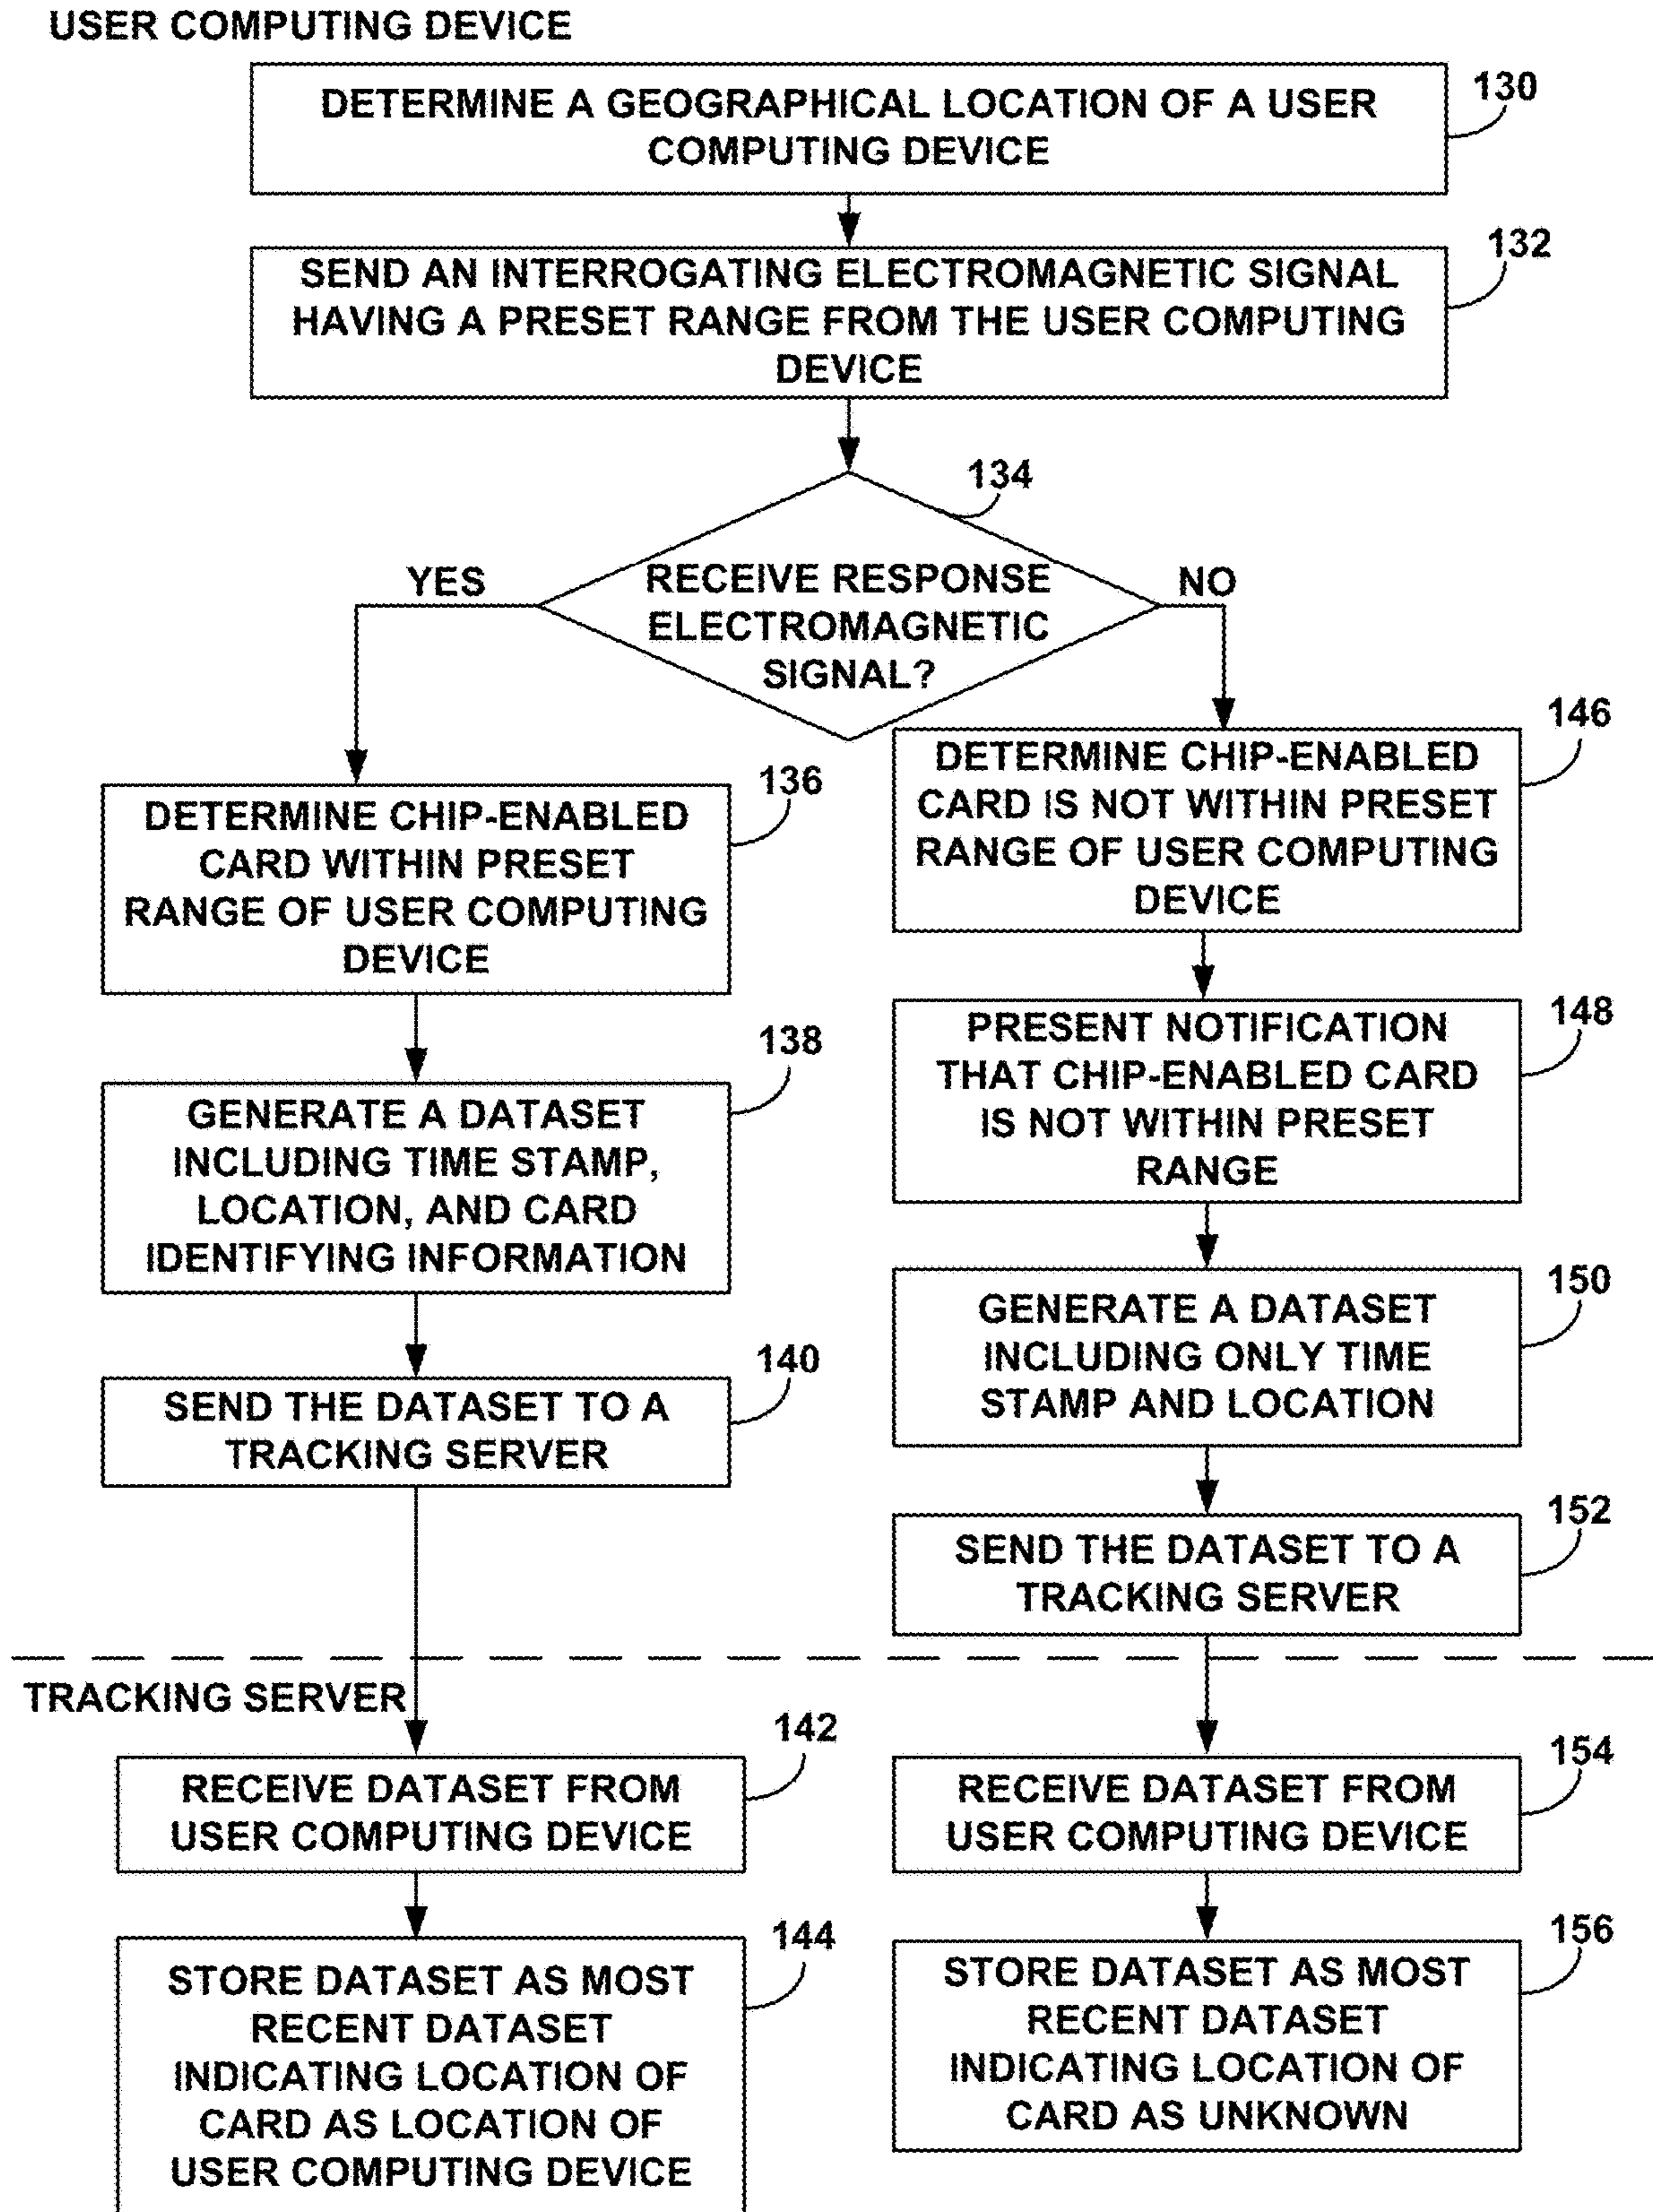 USER COMPUTING DEVICE
130
DETERMINE A GEOGRAPHICAL LOCATION OF A USER
COMPUTING DEVICE
132
SEND AN INTERROGATING ELECTROMAGNETIC SIGNAL
HAVING A PRESET RANGE FROM THE USER COMPUTING
DEVICE
134
YES
RECEIVE RESPONSE
ELECTROMAGNETIC
SIGNAL?
NO
136
DETERMINE CHIP-ENABLED
CARD WITHIN PRESET
RANGE OF USER COMPUTING
DEVICE
138
GENERATE A DATASET
INCLUDING TIME STAMP,
LOCATION, AND CARD
IDENTIFYING INFORMATION
140
SEND THE DATASET TO A
TRACKING SERVER
146
DETERMINE CHIP-ENABLED
CARD IS NOT WITHIN PRESET
RANGE OF USER COMPUTING
DEVICE
148
PRESENT NOTIFICATION
THAT CHIP-ENABLED CARD
IS NOT WITHIN PRESET
RANGE
150
GENERATE A DATASET
INCLUDING ONLY TIME
STAMP AND LOCATION
152
SEND THE DATASET TO A
TRACKING SERVER
TRACKING SERVER
142
RECEIVE DATASET FROM
USER COMPUTING DEVICE
144
STORE DATASET AS MOST
RECENT DATASET
INDICATING LOCATION OF
CARD AS LOCATION OF
USER COMPUTING DEVICE
154
RECEIVE DATASET FROM
USER COMPUTING DEVICE
156
STORE DATASET AS MOST
RECENT DATASET
INDICATING LOCATION OF
CARD AS UNKNOWN